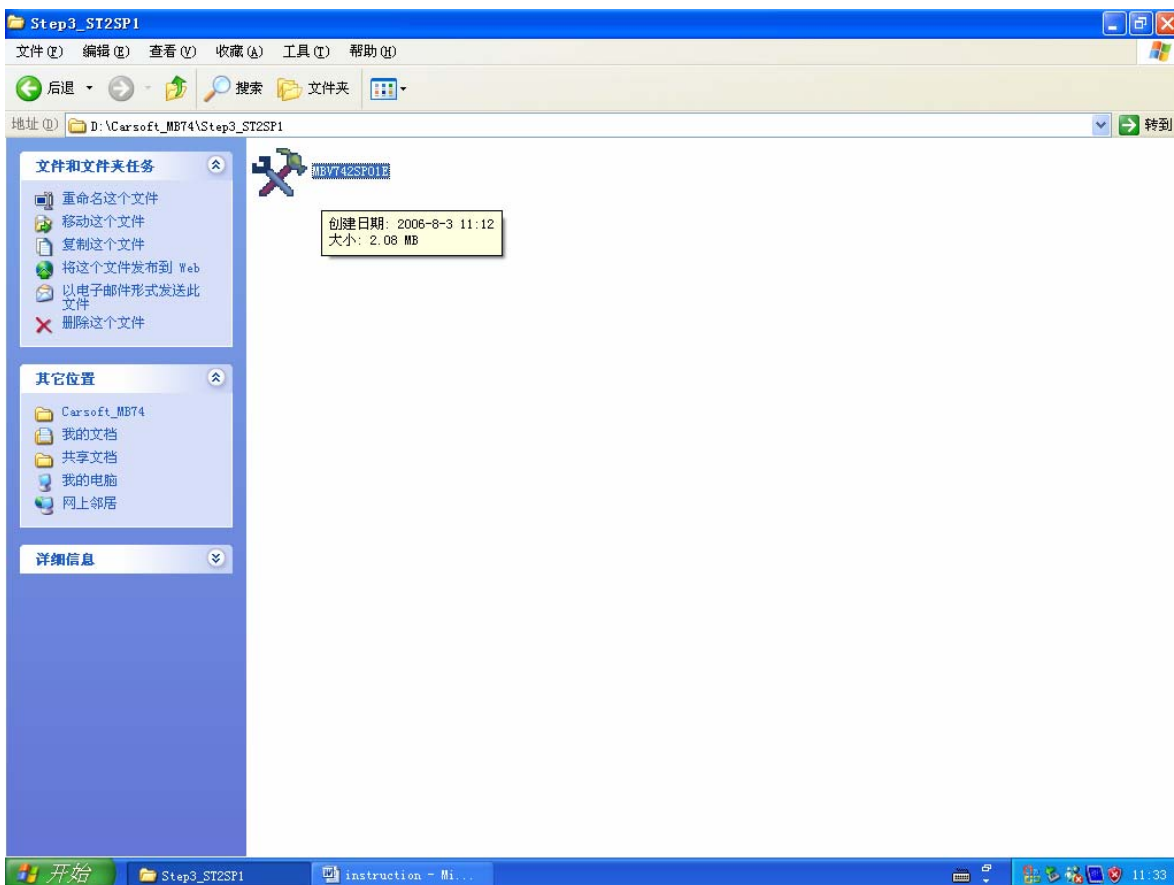 Step3_ST2SP1
文件(F) 编辑(E) 查看(V) 收藏(A) 工具(T) 帮助(H)
后退 搜索 文件夹
地址(D) D:\Carsoft_MB74\Step3_ST2SP1 转到
文件和文件夹任务
重命名这个文件
移动这个文件
复制这个文件
将这个文件发布到 Web
以电子邮件形式发送此
文件
删除这个文件
其它位置
Carsoft_MB74
我的文档
共享文档
我的电脑
网上邻居
详细信息
MBV742SP01E
创建日期: 2006-8-3 11:12
大小: 2.08 MB
开始 Step3_ST2SP1 instruction - Mi... 11:33